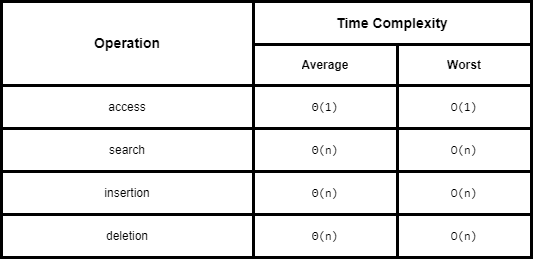 Operation
Time Complexity
Average Worst
access Θ(1) O(1)
search Θ(n) O(n)
insertion Θ(n) O(n)
deletion Θ(n) O(n)